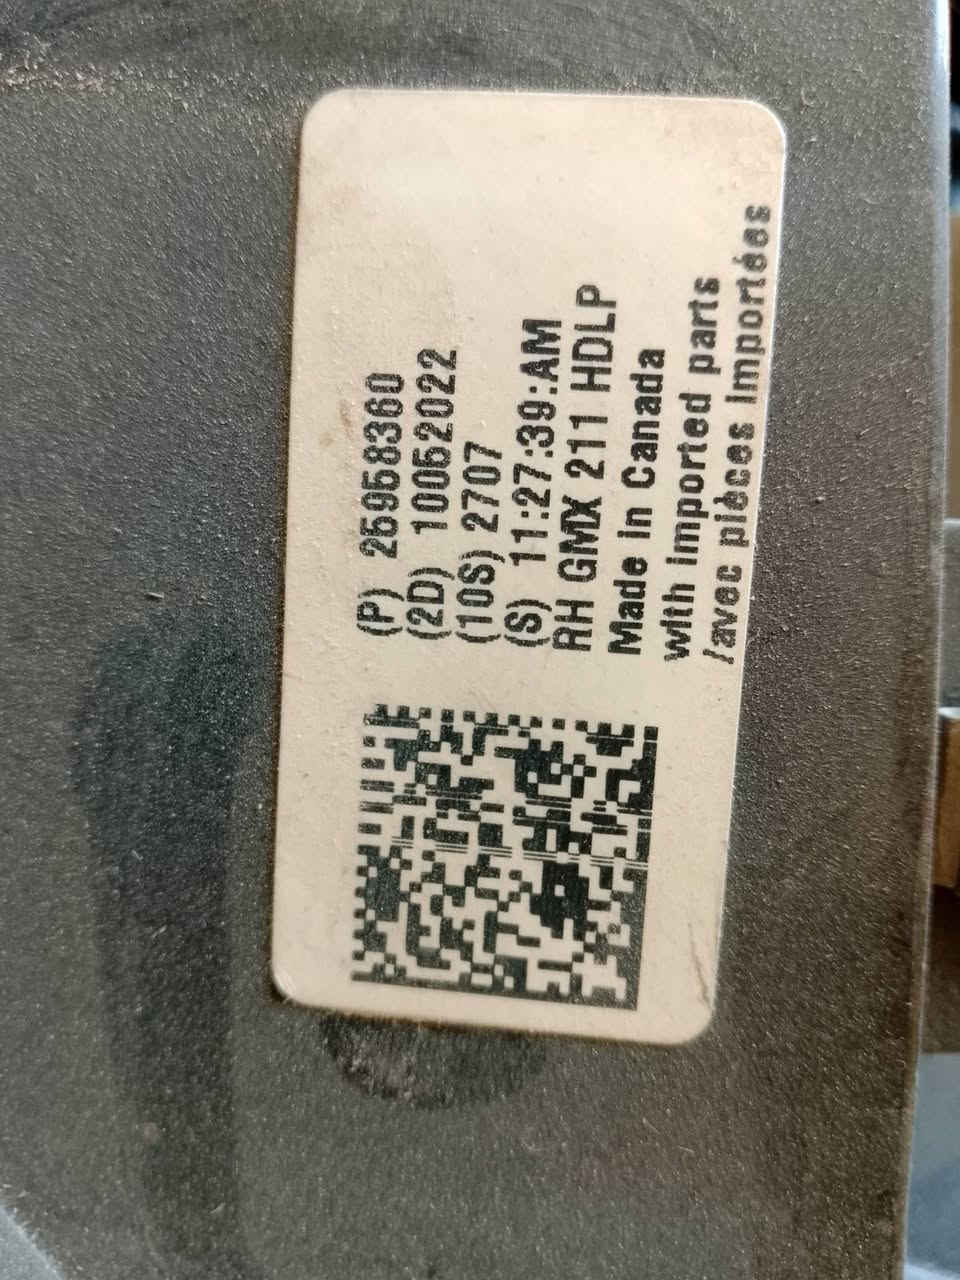 (P) 25958360
(2D) 10052022
(10S) 2707
(S) 11:27:39:AM
RH GMX 211 HDLP
Made in Canada
with imported parts
/avec pièces importées